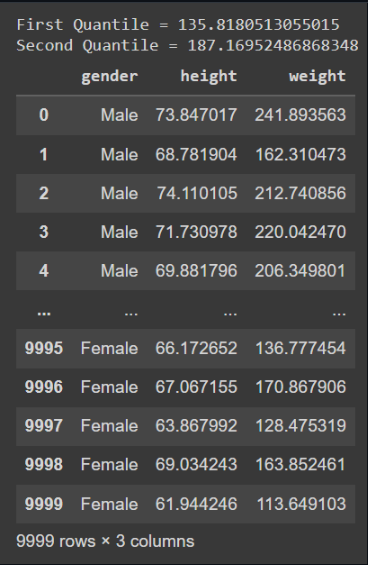 First Quantile = 135.8180513055015
Second Quantile = 187.16952486868348
gender height weight
0 Male 73.847017 241.893563
1 Male 68.781904 162.310473
2 Male 74.110105 212.740856
3 Male 71.730978 220.042470
4 Male 69.881796 206.349801
... ... ... ...
9995 Female 66.172652 136.777454
9996 Female 67.067155 170.867906
9997 Female 63.867992 128.475319
9998 Female 69.034243 163.852461
9999 Female 61.944246 113.649103
9999 rows × 3 columns